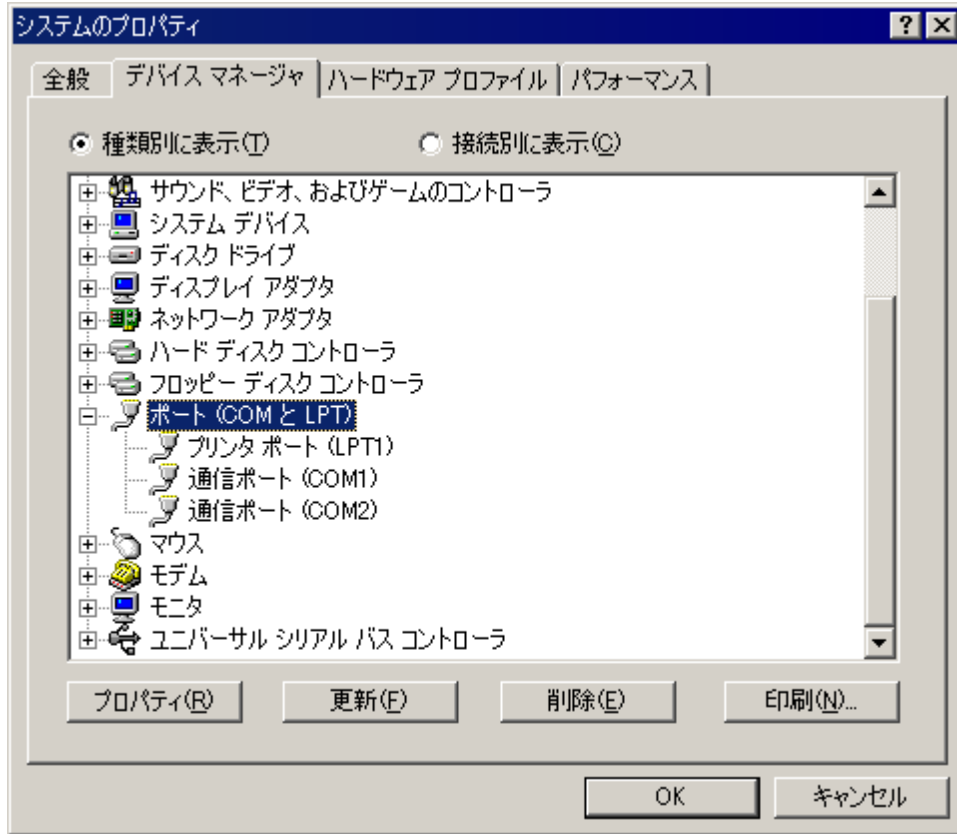 システムのプロパティ
全般 デバイス マネージャ ハードウェア プロファイル パフォーマンス
種類別に表示(T) 接続別に表示(C)
サウンド、ビデオ、およびゲームのコントローラ
システム デバイス
ディスク ドライブ
ディスプレイ アダプタ
ネットワーク アダプタ
ハード ディスク コントローラ
フロッピー ディスク コントローラ
ポート (COM と LPT)
プリンタ ポート (LPT1)
通信ポート (COM1)
通信ポート (COM2)
マウス
モデム
モニタ
ユニバーサル シリアル バス コントローラ
プロパティ(R) 更新(F) 削除(E) 印刷(N)...
OK キャンセル